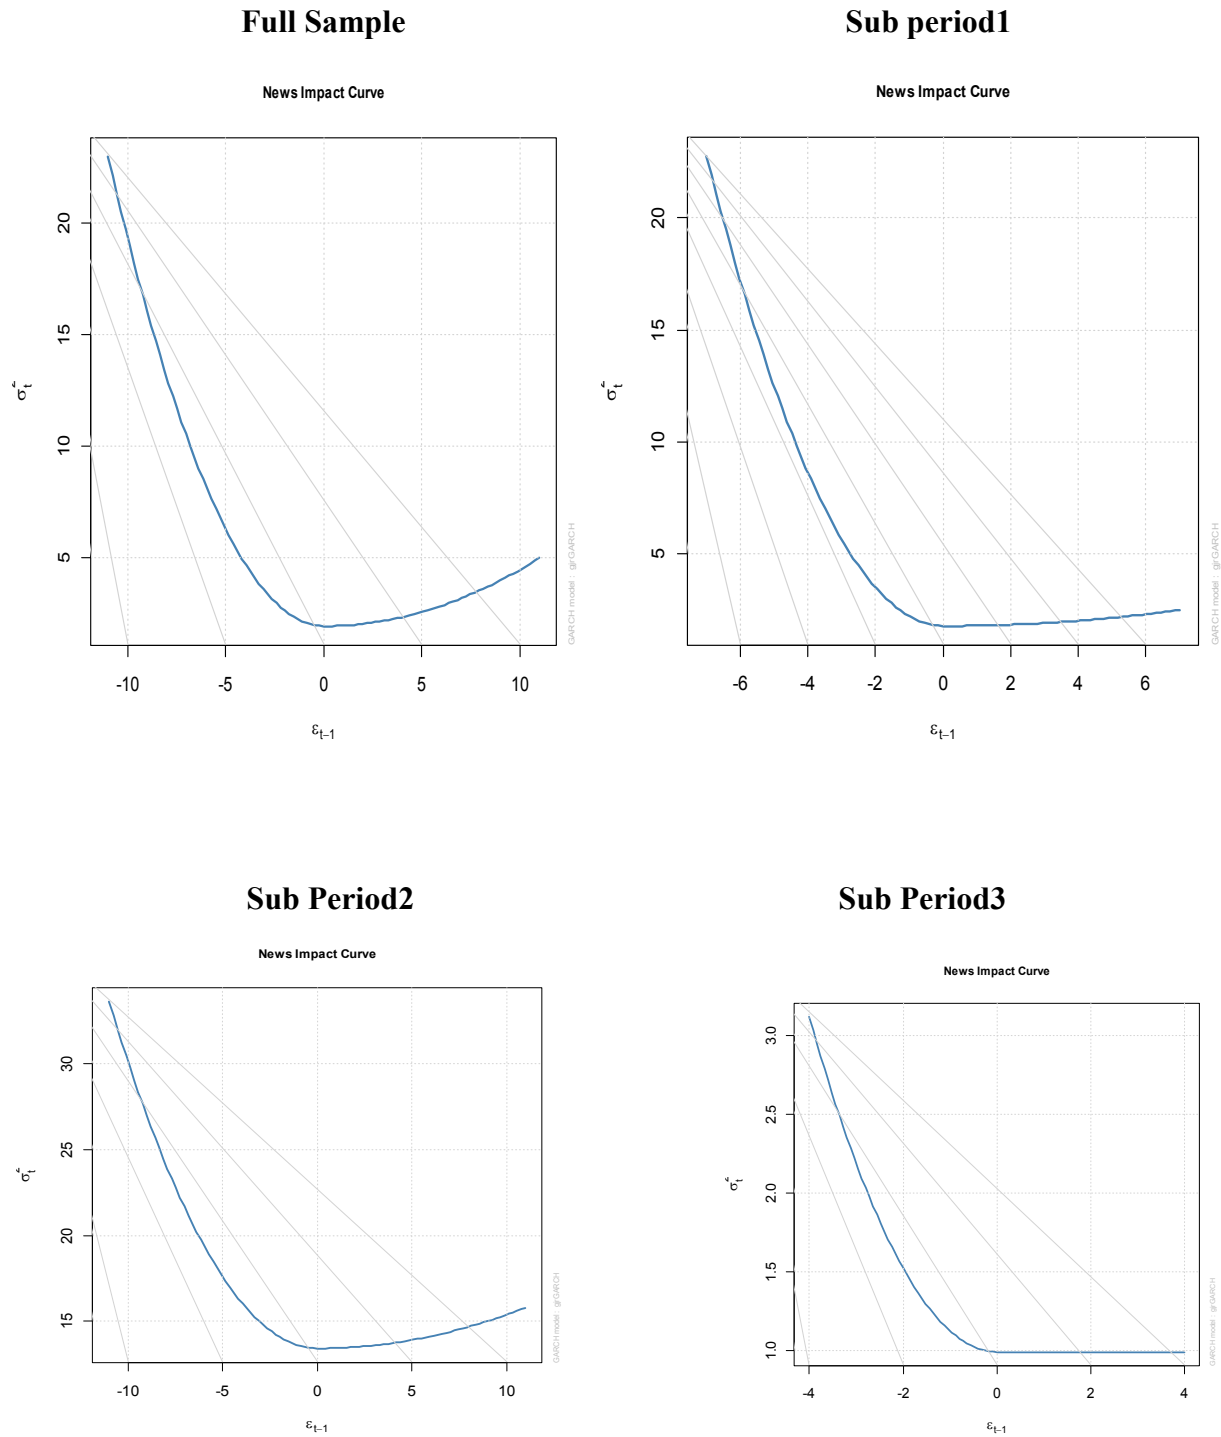 Full Sample
Sub period1
News Impact Curve
News Impact Curve
20
15
10
5
-10 -5 0 5 10
σ²t
εt−1
GARCH model : gjrGARCH
20
15
10
5
-6 -4 -2 0 2 4 6
σ²t
εt−1
GARCH model : gjrGARCH
Sub Period2
Sub Period3
News Impact Curve
News Impact Curve
30
25
20
15
-10 -5 0 5 10
σ²t
εt−1
GARCH model : gjrGARCH
3.0
2.5
2.0
1.5
1.0
-4 -2 0 2 4
σ²t
εt−1
GARCH model : gjrGARCH